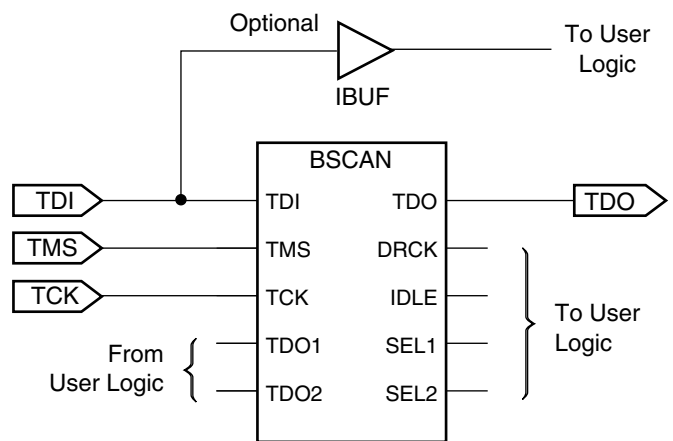 Optional
To User
Logic
IBUF
BSCAN
TDI
TDI
TDO
TDO
TMS
TMS
DRCK
TCK
TCK
IDLE
To User
Logic
From
User Logic
TDO1
SEL1
TDO2
SEL2